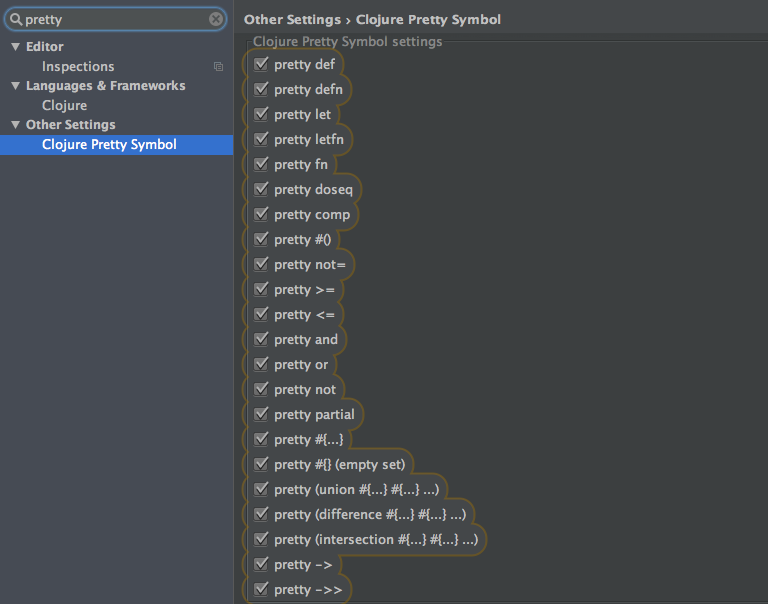 pretty
Editor
Inspections
Languages & Frameworks
Clojure
Other Settings
Clojure Pretty Symbol
Other Settings › Clojure Pretty Symbol
Clojure Pretty Symbol settings
pretty def
pretty defn
pretty let
pretty letfn
pretty fn
pretty doseq
pretty comp
pretty #()
pretty not=
pretty >=
pretty <=
pretty and
pretty or
pretty not
pretty partial
pretty #{...}
pretty #{} (empty set)
pretty (union #{...} #{...} ...)
pretty (difference #{...} #{...} ...)
pretty (intersection #{...} #{...} ...)
pretty ->
pretty ->>